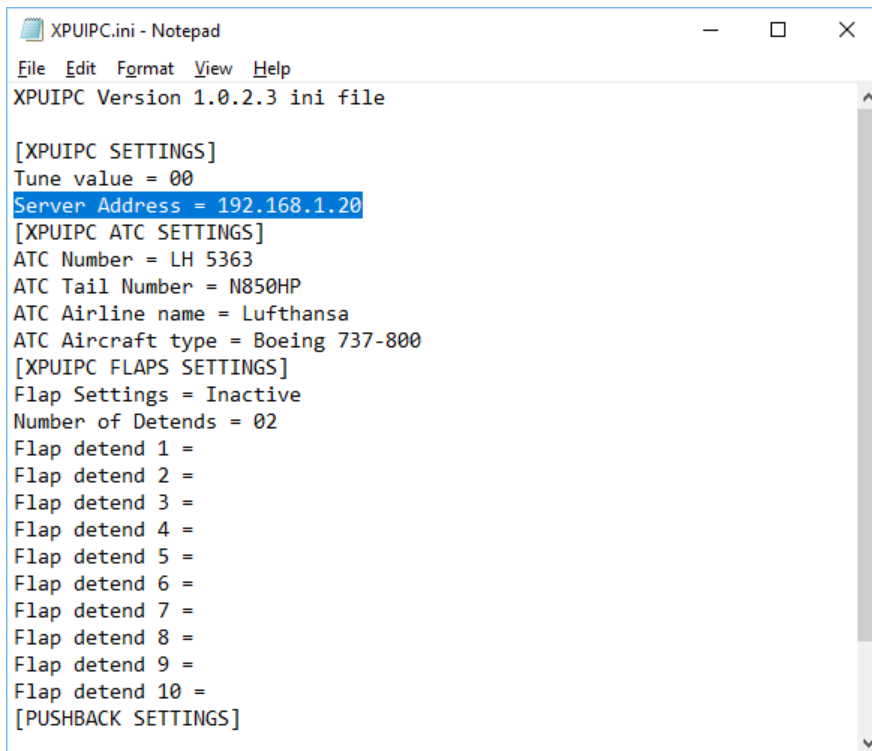 XPUIPC.ini - Notepad
File Edit Format View Help
XPUIPC Version 1.0.2.3 ini file
[XPUIPC SETTINGS]
Tune value = 00
Server Address = 192.168.1.20
[XPUIPC ATC SETTINGS]
ATC Number = LH 5363
ATC Tail Number = N850HP
ATC Airline name = Lufthansa
ATC Aircraft type = Boeing 737-800
[XPUIPC FLAPS SETTINGS]
Flap Settings = Inactive
Number of Detends = 02
Flap detend 1 =
Flap detend 2 =
Flap detend 3 =
Flap detend 4 =
Flap detend 5 =
Flap detend 6 =
Flap detend 7 =
Flap detend 8 =
Flap detend 9 =
Flap detend 10 =
[PUSHBACK SETTINGS]